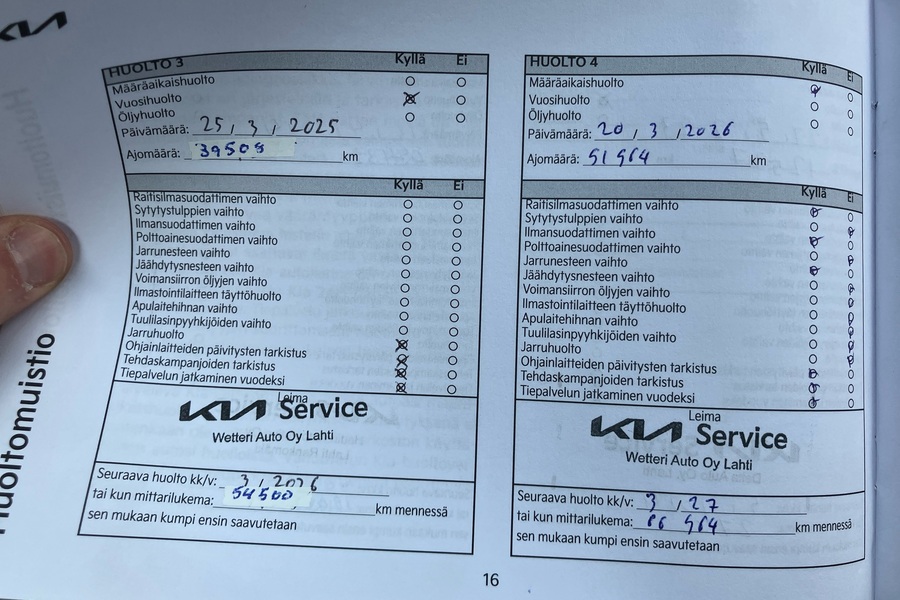 HUOLTO 3 Kyllä Ei
Määräaikaishuolto
Vuosihuolto
Öljyhuolto
Päivämäärä: 25 / 3 / 2025
Ajomäärä: 39508 km
Kyllä Ei
Raitisilmasuodattimen vaihto
Sytytystulppien vaihto
Ilmansuodattimen vaihto
Polttoainesuodattimen vaihto
Jarrunesteen vaihto
Jäähdytysnesteen vaihto
Voimansiirron öljyjen vaihto
Ilmastointilaitteen täyttöhuolto
Apulaitehihnan vaihto
Tuulilasinpyyhkijöiden vaihto
Jarruhuolto
Ohjainlaitteiden päivitysten tarkistus
Tehdaskampanjoiden tarkistus
Tiepalvelun jatkaminen vuodeksi
Leima
KIA Service
Wetteri Auto Oy Lahti
Seuraava huolto kk/v: 3 / 2026
tai kun mittarilukema: 54500 km mennessä
sen mukaan kumpi ensin saavutetaan
HUOLTO 4 Kyllä Ei
Määräaikaishuolto
Vuosihuolto
Öljyhuolto
Päivämäärä: 20 / 3 / 2026
Ajomäärä: 51964 km
Kyllä Ei
Raitisilmasuodattimen vaihto
Sytytystulppien vaihto
Ilmansuodattimen vaihto
Polttoainesuodattimen vaihto
Jarrunesteen vaihto
Jäähdytysnesteen vaihto
Voimansiirron öljyjen vaihto
Ilmastointilaitteen täyttöhuolto
Apulaitehihnan vaihto
Tuulilasinpyyhkijöiden vaihto
Jarruhuolto
Ohjainlaitteiden päivitysten tarkistus
Tehdaskampanjoiden tarkistus
Tiepalvelun jatkaminen vuodeksi
Leima
KIA Service
Wetteri Auto Oy Lahti
Seuraava huolto kk/v: 3 / 27
tai kun mittarilukema: 66 964 km mennessä
sen mukaan kumpi ensin saavutetaan
16
Huoltomuistio